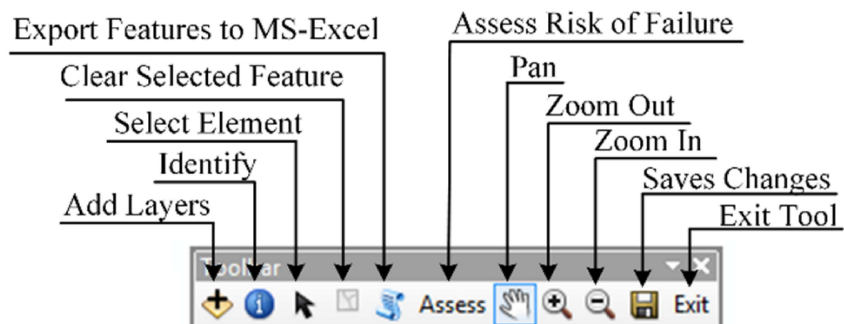 Export Features to MS-Excel
Assess Risk of Failure
Clear Selected Feature
Pan
Select Element
Zoom Out
Identify
Zoom In
Add Layers
Saves Changes
Exit Tool
Toolbar
Assess
Exit